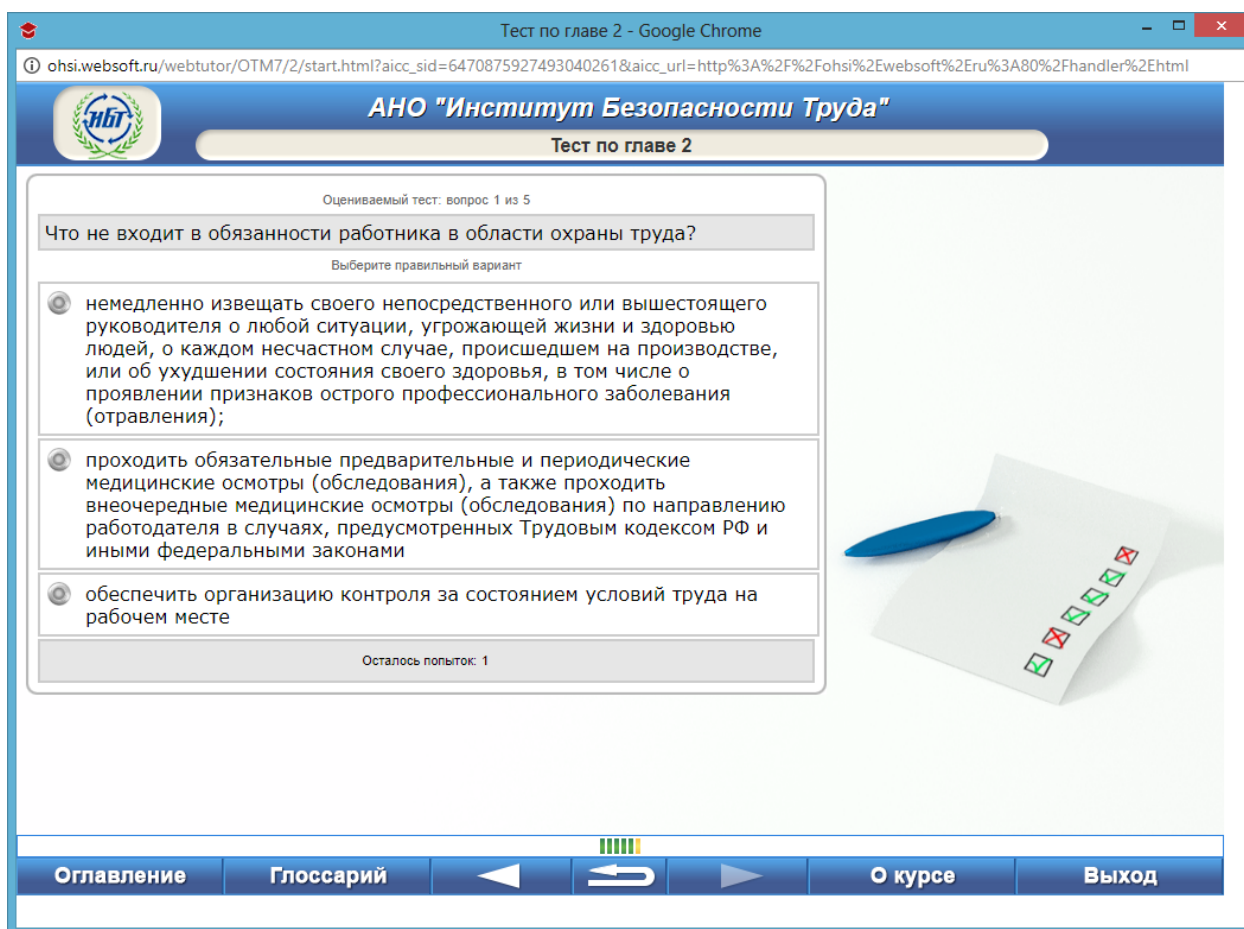 Тест по главе 2 - Google Chrome
ohsi.websoft.ru/webtutor/OTM7/2/start.html?aicc_sid=6470875927493040261&aicc_url=http%3A%2F%2Fohsi%2Ewebsoft%2Eru%3A80%2Fhandler%2Ehtml
НБТ
АНО "Институт Безопасности Труда"
Тест по главе 2
Оцениваемый тест: вопрос 1 из 5
Что не входит в обязанности работника в области охраны труда?
Выберите правильный вариант
немедленно извещать своего непосредственного или вышестоящего
руководителя о любой ситуации, угрожающей жизни и здоровью
людей, о каждом несчастном случае, происшедшем на производстве,
или об ухудшении состояния своего здоровья, в том числе о
проявлении признаков острого профессионального заболевания
(отравления);
проходить обязательные предварительные и периодические
медицинские осмотры (обследования), а также проходить
внеочередные медицинские осмотры (обследования) по направлению
работодателя в случаях, предусмотренных Трудовым кодексом РФ и
иными федеральными законами
обеспечить организацию контроля за состоянием условий труда на
рабочем месте
Осталось попыток: 1
Оглавление
Глоссарий
О курсе
Выход